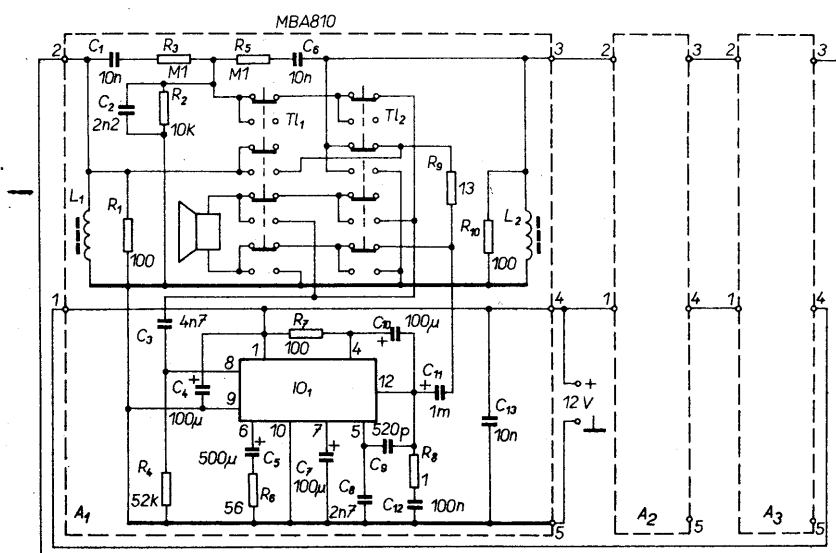 MBA810
2 C1 R3 R5 C6 3 2 3 2 3
10n M1 M1 10n
C2 R2 Tl1 Tl2
2n2 10k
R9
13
L1 R1 R10 L2
100 100
1 4 1 4 1 4
C3 4n7 R7 C10 100µ
+
100
1 4
8 12 C11
+ C4 IO1 + +
9 1m C13 12 V
100µ 10n
6 10 7 5 520p
+ +
500µ C5 C7 C9 R8
R4 100µ C8 1
52k 56 R6 2n7 C12 100n
A1 A2 A3
5 5 5